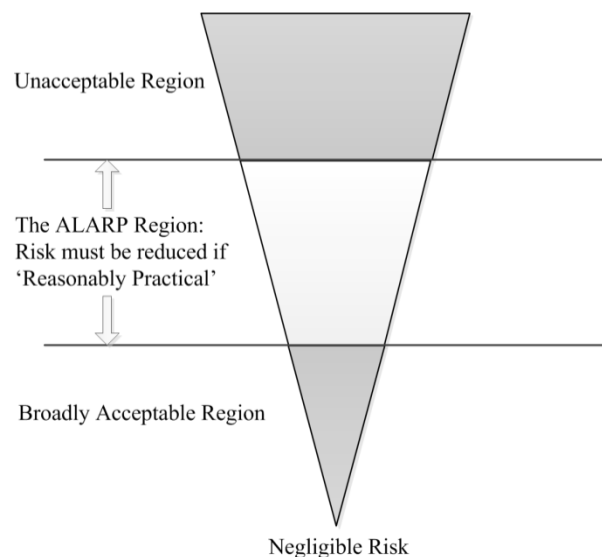 Unacceptable Region
The ALARP Region:
Risk must be reduced if
‘Reasonably Practical’
Broadly Acceptable Region
Negligible Risk